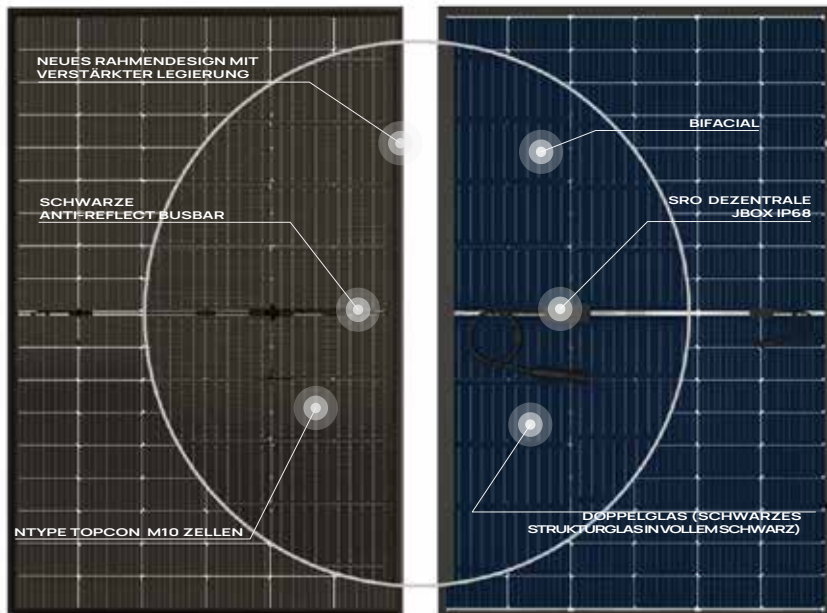 NEUES RAHMENDESIGN MIT
VERSTÄRKTER LEGIERUNG
SCHWARZE
ANTI-REFLECT BUSBAR
NTYPE TOPCON M10 ZELLEN
BIFACIAL
SRO DEZENTRALE
JBOX IP68
DOPPELGLAS (SCHWARZES
STRUKTURGLAS IN VOLLEM SCHWARZ)